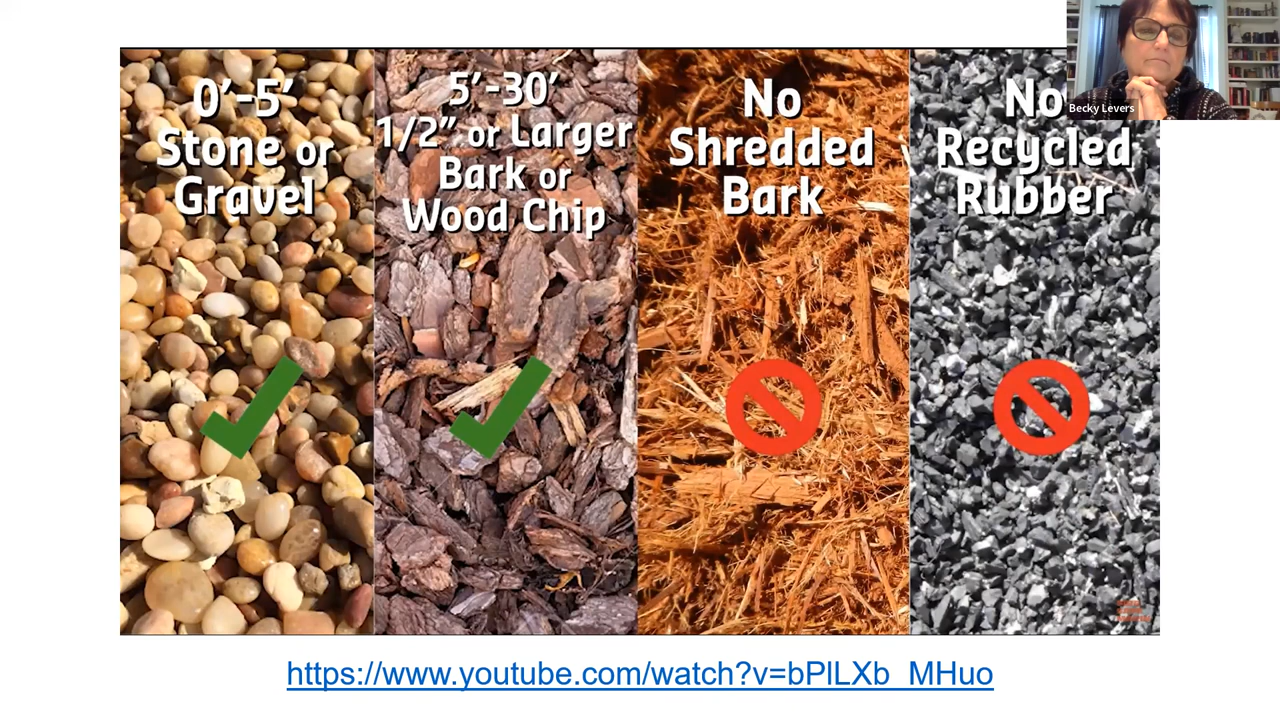 0’-5’
Stone or
Gravel
5’-30’
1/2” or Larger
Bark or
Wood Chip
No
Shredded
Bark
No
Recycled
Rubber
Becky Levers
https://www.youtube.com/watch?v=bPlLXb_MHuo